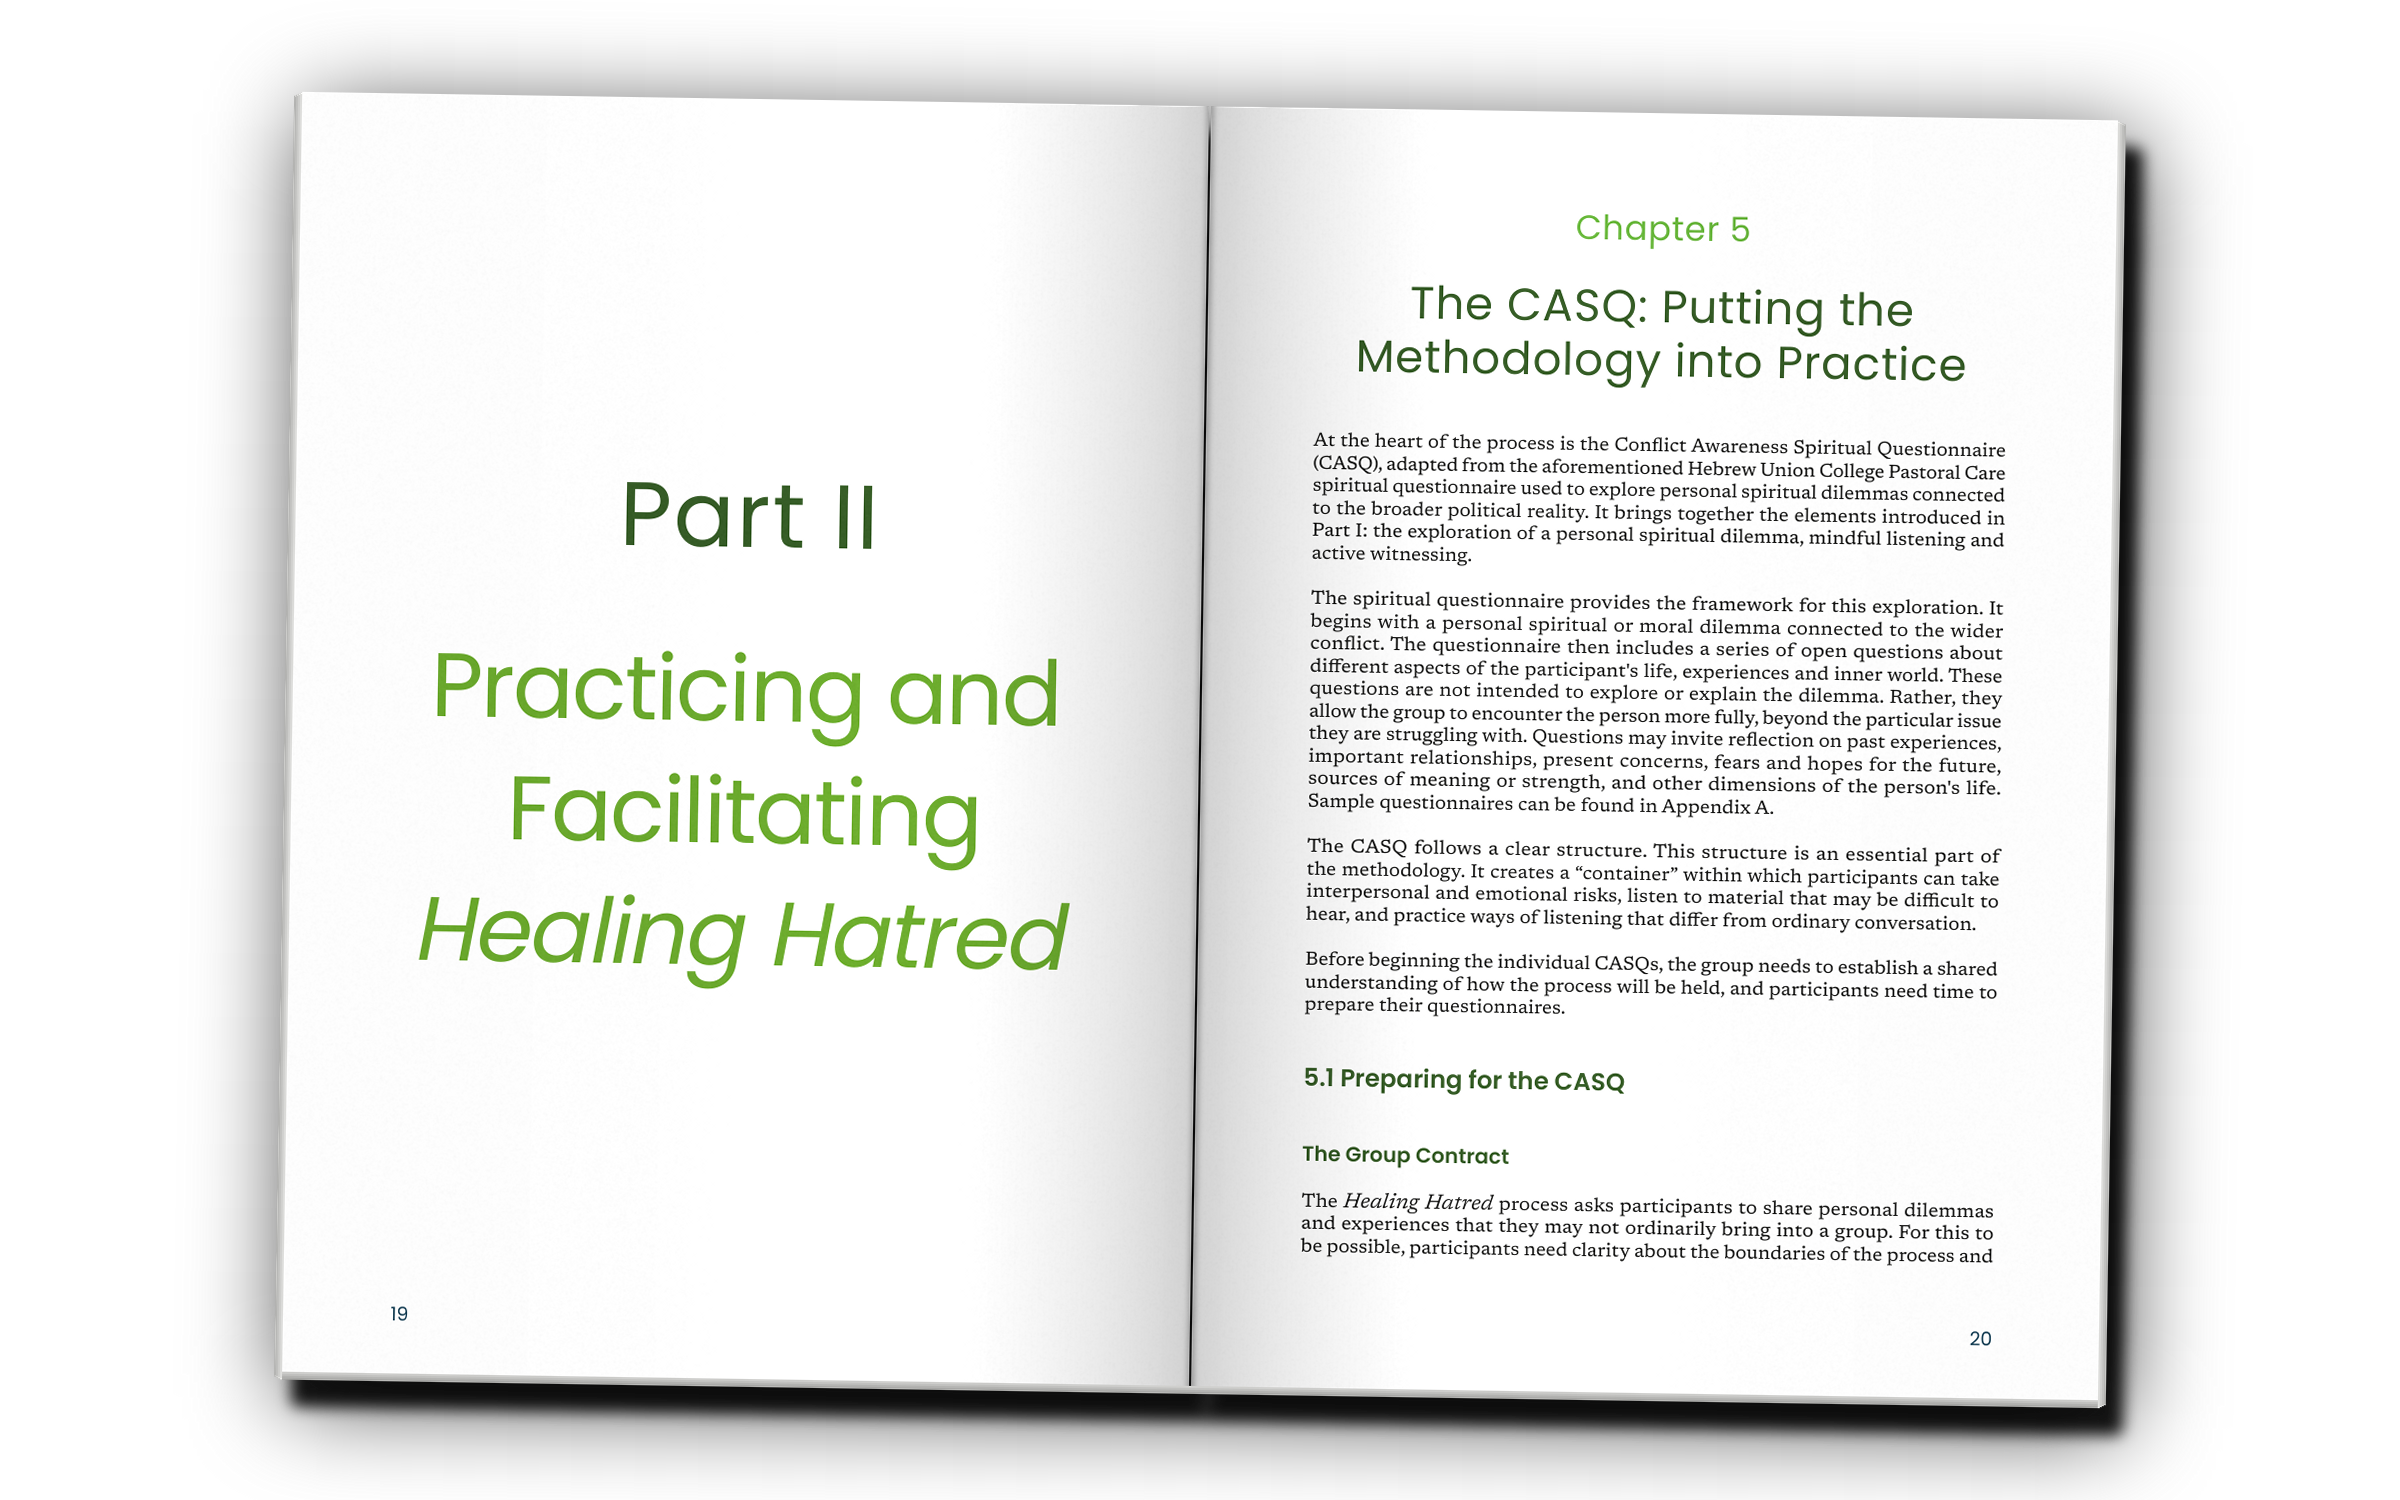 Part II
Practicing and
Facilitating
Healing Hatred
19
Chapter 5
The CASQ: Putting the
Methodology into Practice
At the heart of the process is the Conflict Awareness Spiritual Questionnaire
(CASQ), adapted from the aforementioned Hebrew Union College Pastoral Care
spiritual questionnaire used to explore personal spiritual dilemmas connected
to the broader political reality. It brings together the elements introduced in
Part I: the exploration of a personal spiritual dilemma, mindful listening and
active witnessing.
The spiritual questionnaire provides the framework for this exploration. It
begins with a personal spiritual or moral dilemma connected to the wider
conflict. The questionnaire then includes a series of open questions about
different aspects of the participant's life, experiences and inner world. These
questions are not intended to explore or explain the dilemma. Rather, they
allow the group to encounter the person more fully, beyond the particular issue
they are struggling with. Questions may invite reflection on past experiences,
important relationships, present concerns, fears and hopes for the future,
sources of meaning or strength, and other dimensions of the person's life.
Sample questionnaires can be found in Appendix A.
The CASQ follows a clear structure. This structure is an essential part of
the methodology. It creates a “container” within which participants can take
interpersonal and emotional risks, listen to material that may be difficult to
hear, and practice ways of listening that differ from ordinary conversation.
Before beginning the individual CASQs, the group needs to establish a shared
understanding of how the process will be held, and participants need time to
prepare their questionnaires.
5.1 Preparing for the CASQ
The Group Contract
The Healing Hatred process asks participants to share personal dilemmas
and experiences that they may not ordinarily bring into a group. For this to
be possible, participants need clarity about the boundaries of the process and
20